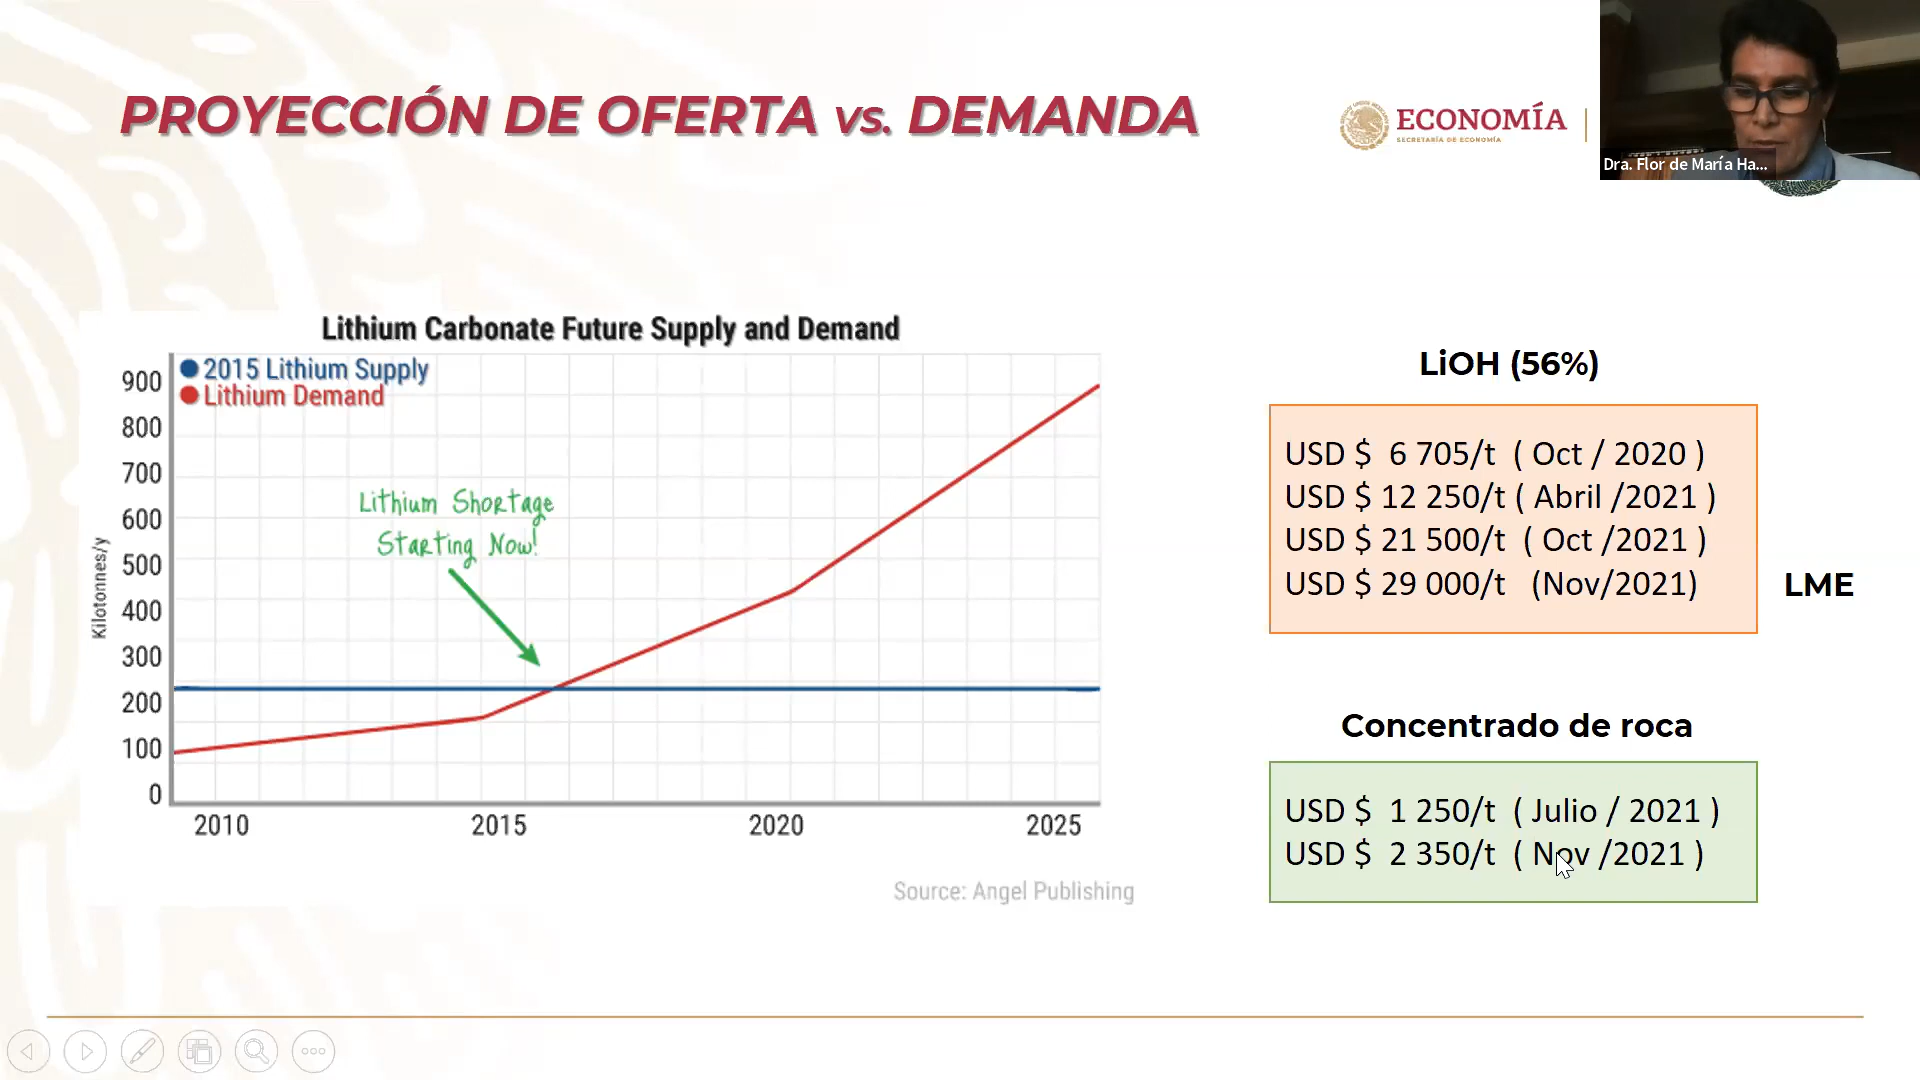 PROYECCIÓN DE OFERTA vs. DEMANDA
ECONOMÍA
SECRETARÍA DE ECONOMÍA
Dra. Flor de María Ha...
Lithium Carbonate Future Supply and Demand
2015 Lithium Supply
Lithium Demand
Kilotonnes/y
900
800
700
600
500
400
300
200
100
0
Lithium Shortage
Starting Now!
2010 2015 2020 2025
Source: Angel Publishing
LiOH (56%)
USD $ 6 705/t ( Oct / 2020 )
USD $ 12 250/t ( Abril /2021 )
USD $ 21 500/t ( Oct /2021 )
USD $ 29 000/t (Nov/2021)
LME
Concentrado de roca
USD $ 1 250/t ( Julio / 2021 )
USD $ 2 350/t ( Nov /2021 )